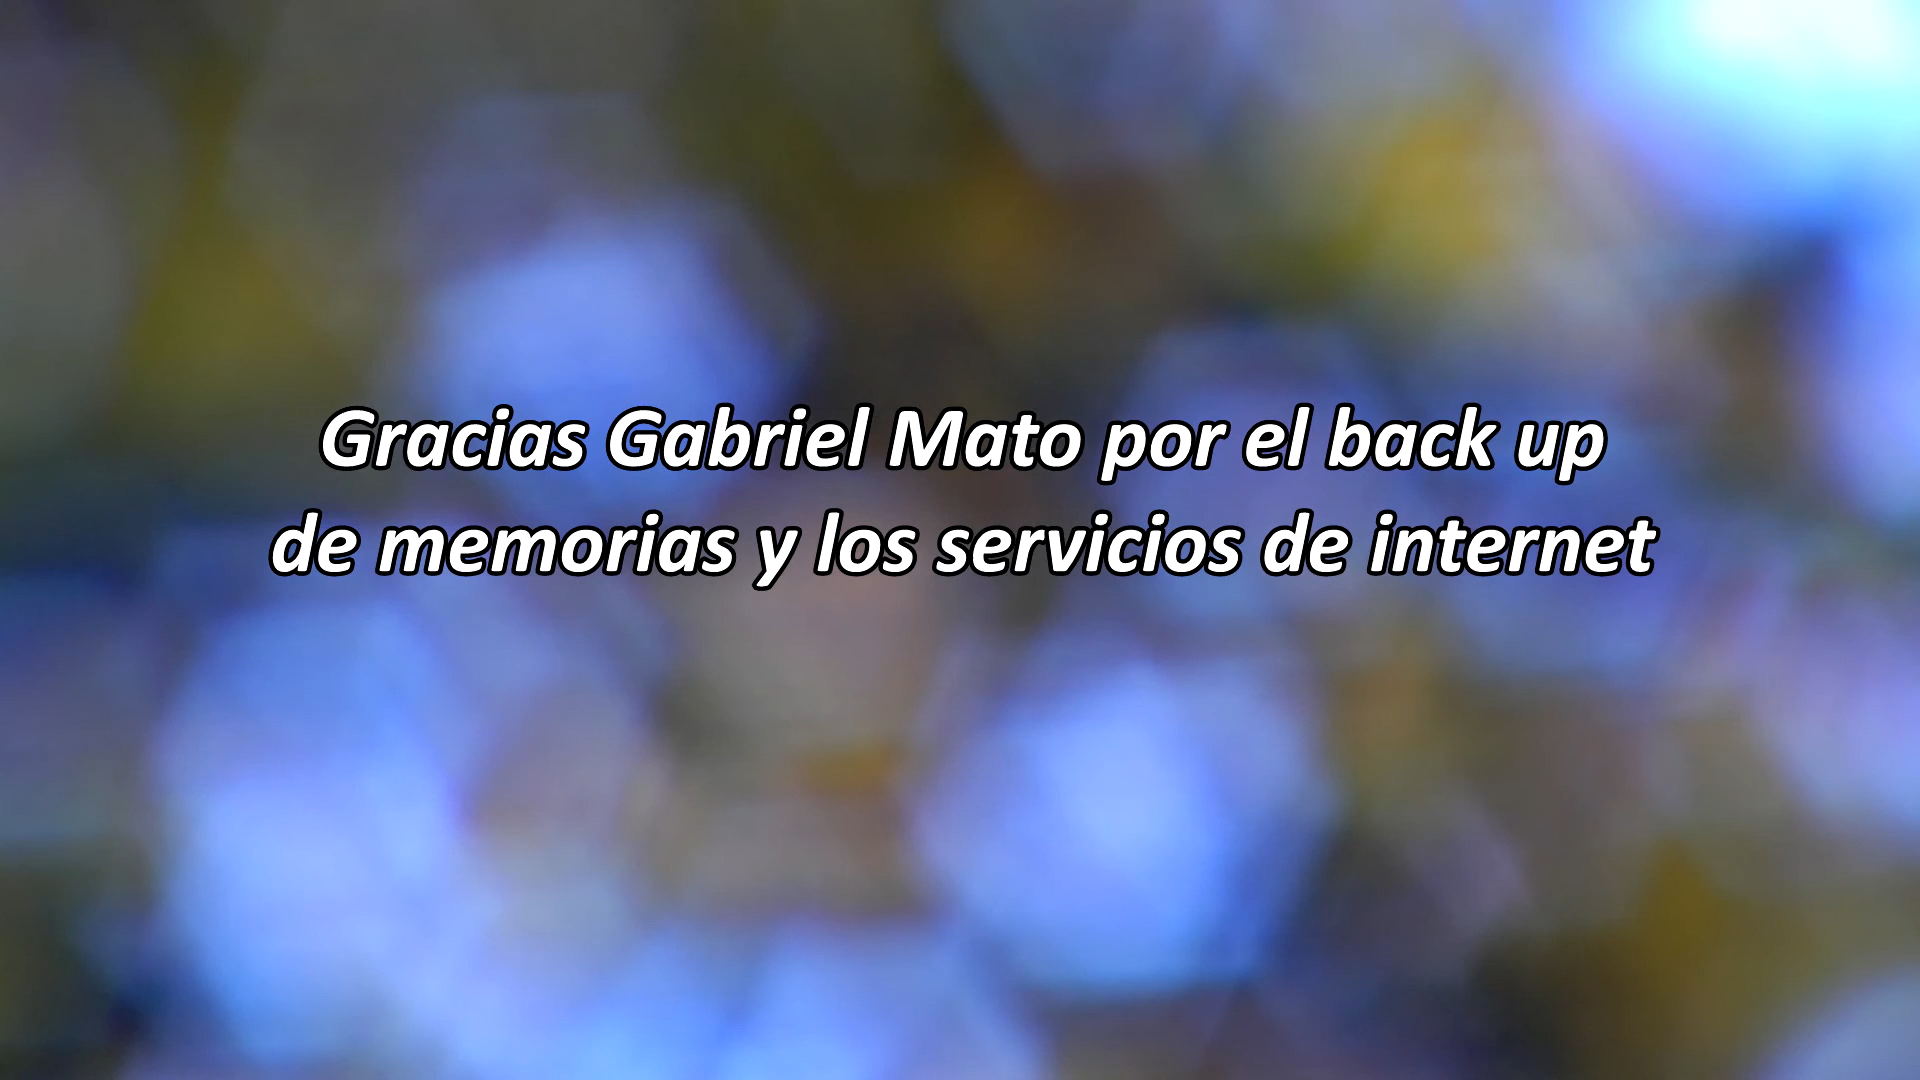 Gracias Gabriel Mato por el back up
de memorias y los servicios de internet